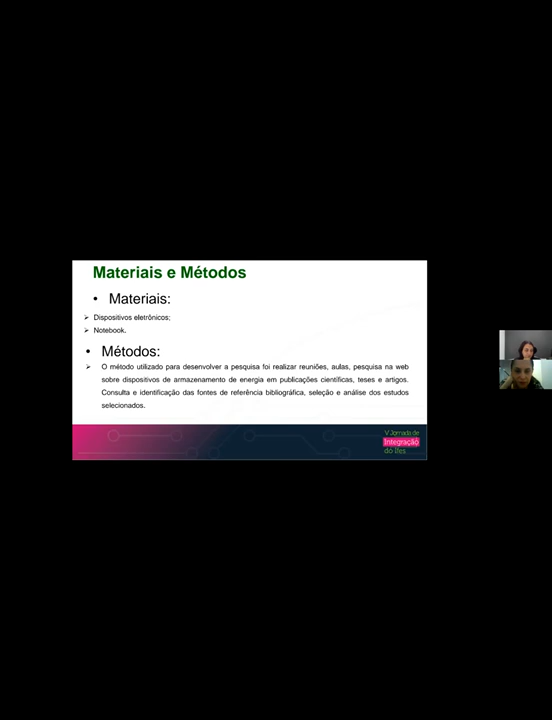 Materiais e Métodos
• Materiais:
➢ Dispositivos eletrônicos;
➢ Notebook.
• Métodos:
➢ O método utilizado para desenvolver a pesquisa foi realizar reuniões, aulas, pesquisa na web
sobre dispositivos de armazenamento de energia em publicações científicas, teses e artigos.
Consulta e identificação das fontes de referência bibliográfica, seleção e análise dos estudos
selecionados.
V Jornada de
Integração
do Ifes